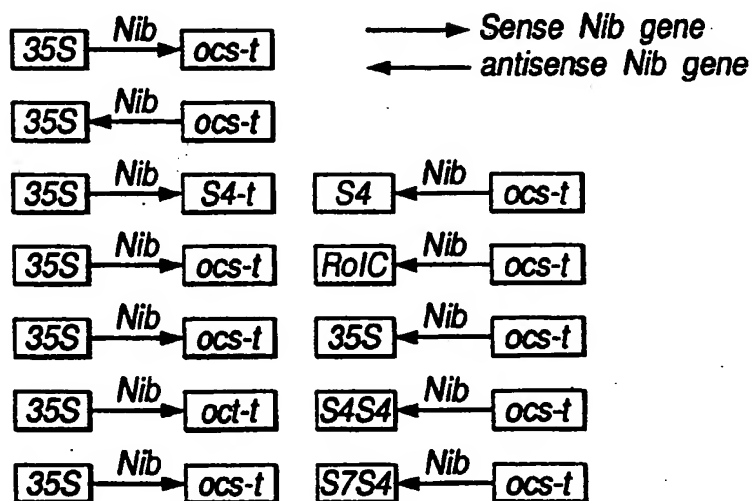 35S Nib ocs-t Sense Nib gene
antisense Nib gene
35S Nib ocs-t
35S Nib S4-t S4 Nib ocs-t
35S Nib ocs-t RolC Nib ocs-t
35S Nib ocs-t 35S Nib ocs-t
35S Nib oct-t S4S4 Nib ocs-t
35S Nib ocs-t S7S4 Nib ocs-t